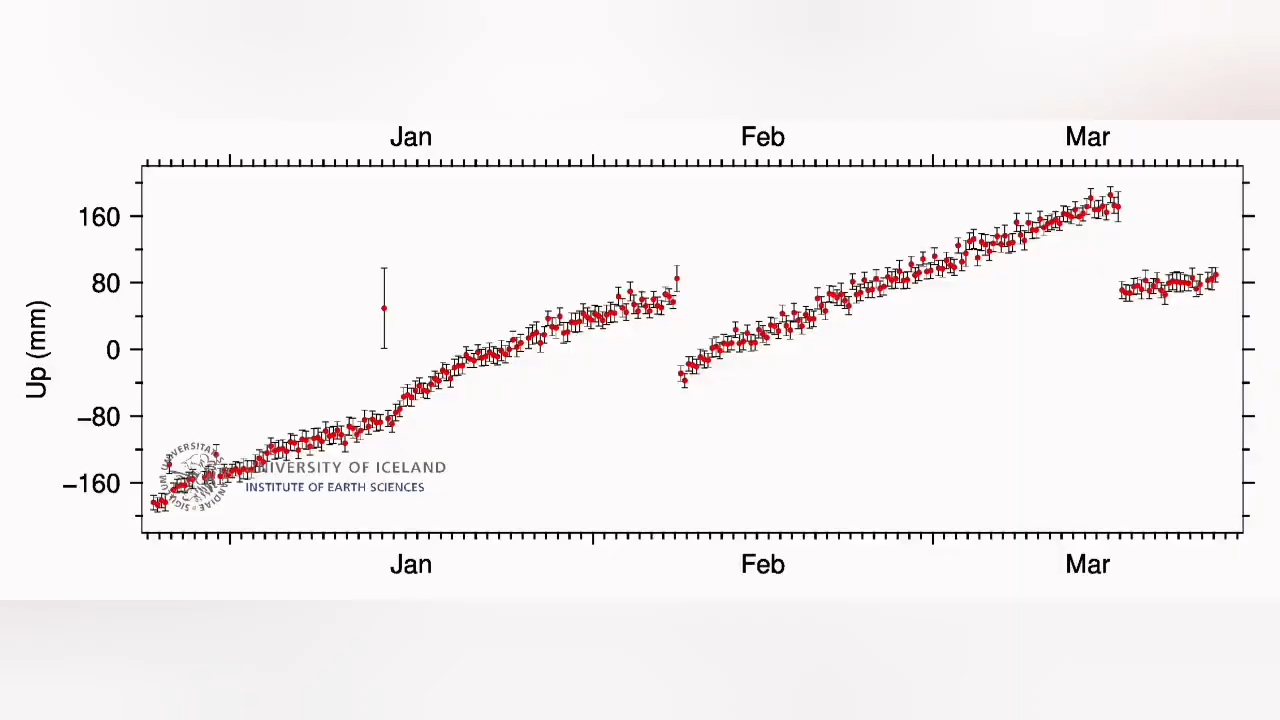 Jan Feb Mar
160
80
0
−80
−160
Up (mm)
UNIVERSITY OF ICELAND
INSTITUTE OF EARTH SCIENCES
Jan Feb Mar